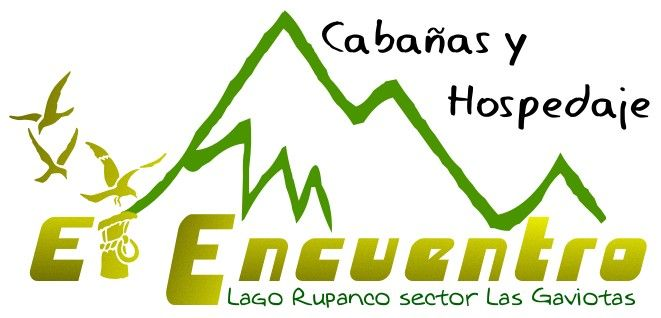 Cabañas y
Hospedaje
El Encuentro
Lago Rupanco sector Las Gaviotas